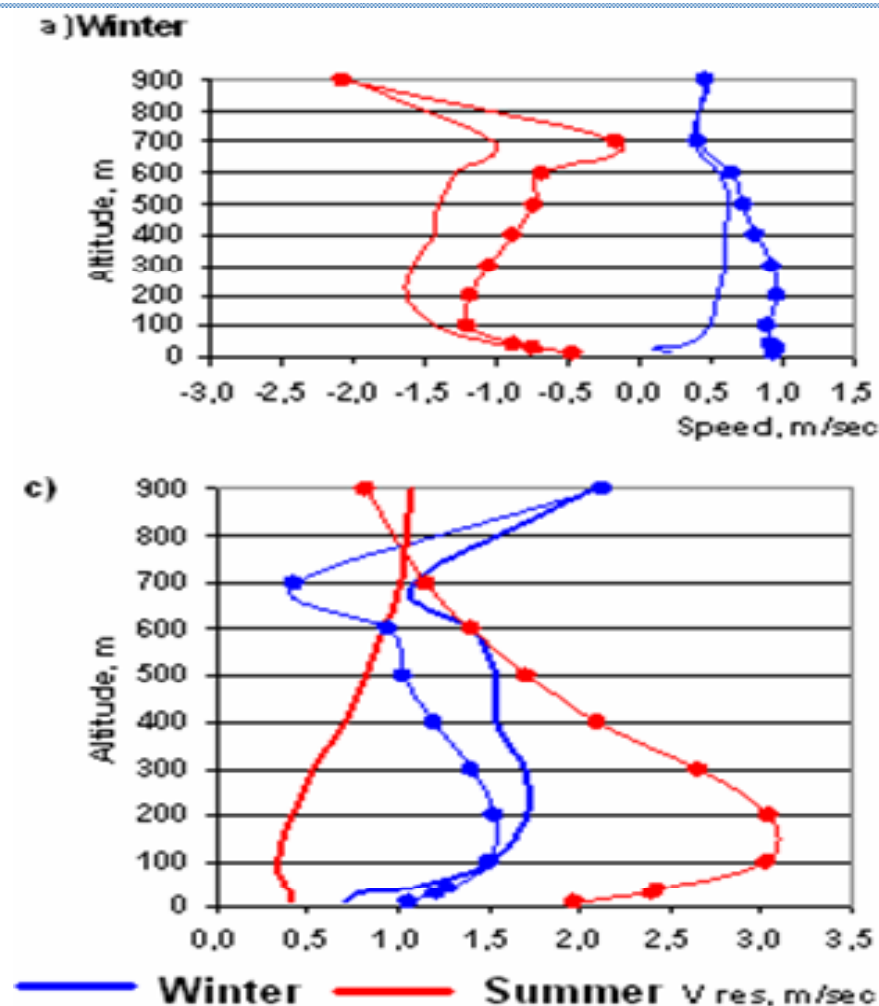 a)Winter
900
800
700
600
500
400
300
200
100
0
Altitude, m
-3,0 -2,5 -2,0 -1,5 -1,0 -0,5 0,0 0,5 1,0 1,5
Speed, m/sec
c)
900
800
700
600
500
400
300
200
100
0
Altitude, m
0,0 0,5 1,0 1,5 2,0 2,5 3,0 3,5
Winter Summer V res, m/sec